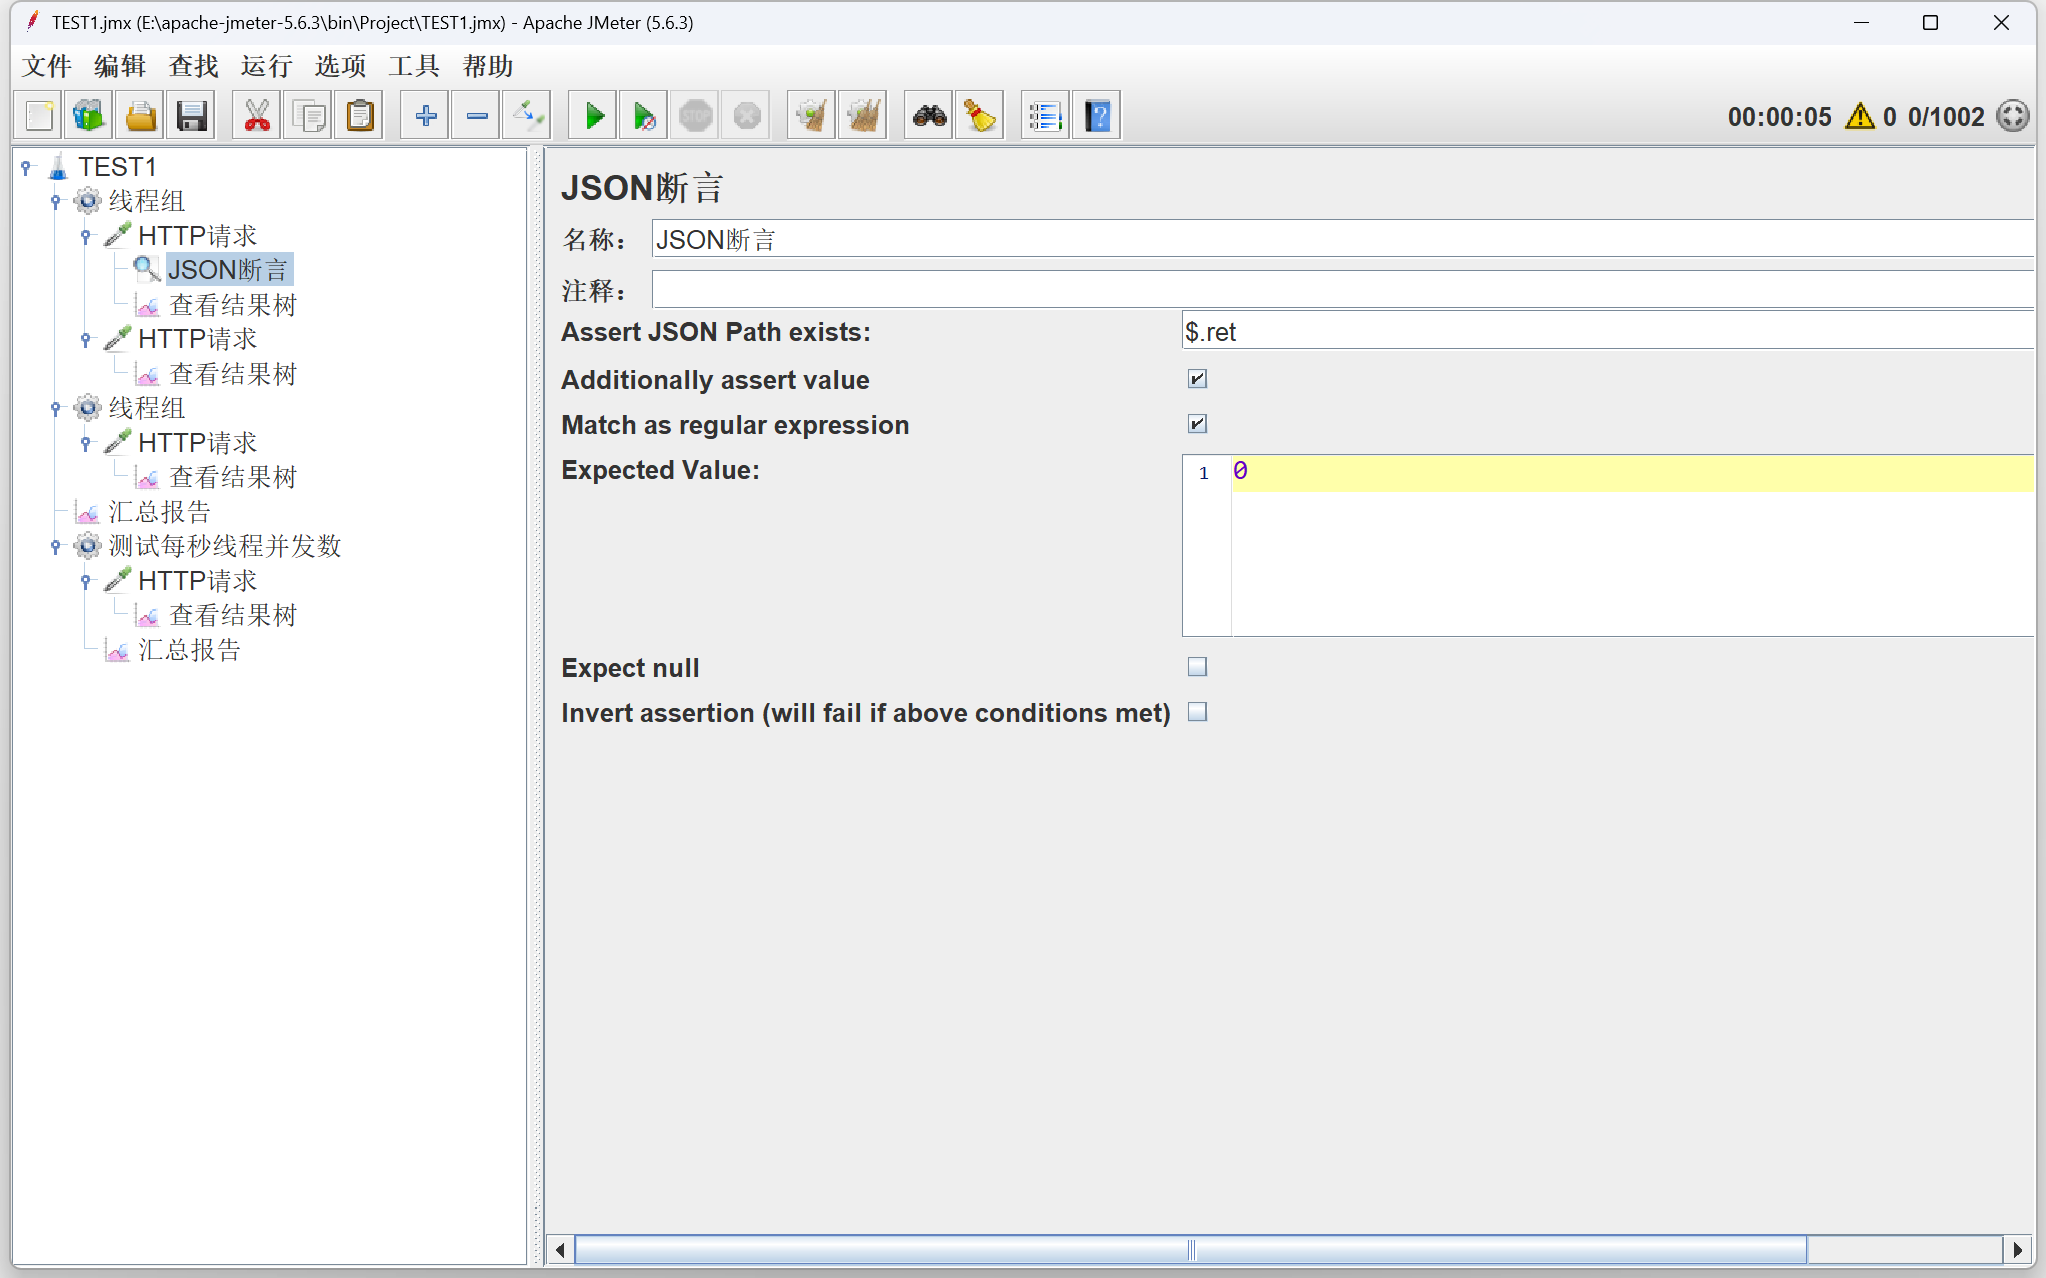 TEST1.jmx (E:\apache-jmeter-5.6.3\bin\Project\TEST1.jmx) - Apache JMeter (5.6.3)
文件 编辑 查找 运行 选项 工具 帮助
STOP
00:00:05 0 0/1002
TEST1
线程组
HTTP请求
JSON断言
查看结果树
HTTP请求
查看结果树
线程组
HTTP请求
查看结果树
汇总报告
测试每秒线程并发数
HTTP请求
查看结果树
汇总报告
JSON断言
名称： JSON断言
注释：
Assert JSON Path exists: $.ret
Additionally assert value
Match as regular expression
Expected Value: 1 0
Expect null
Invert assertion (will fail if above conditions met)